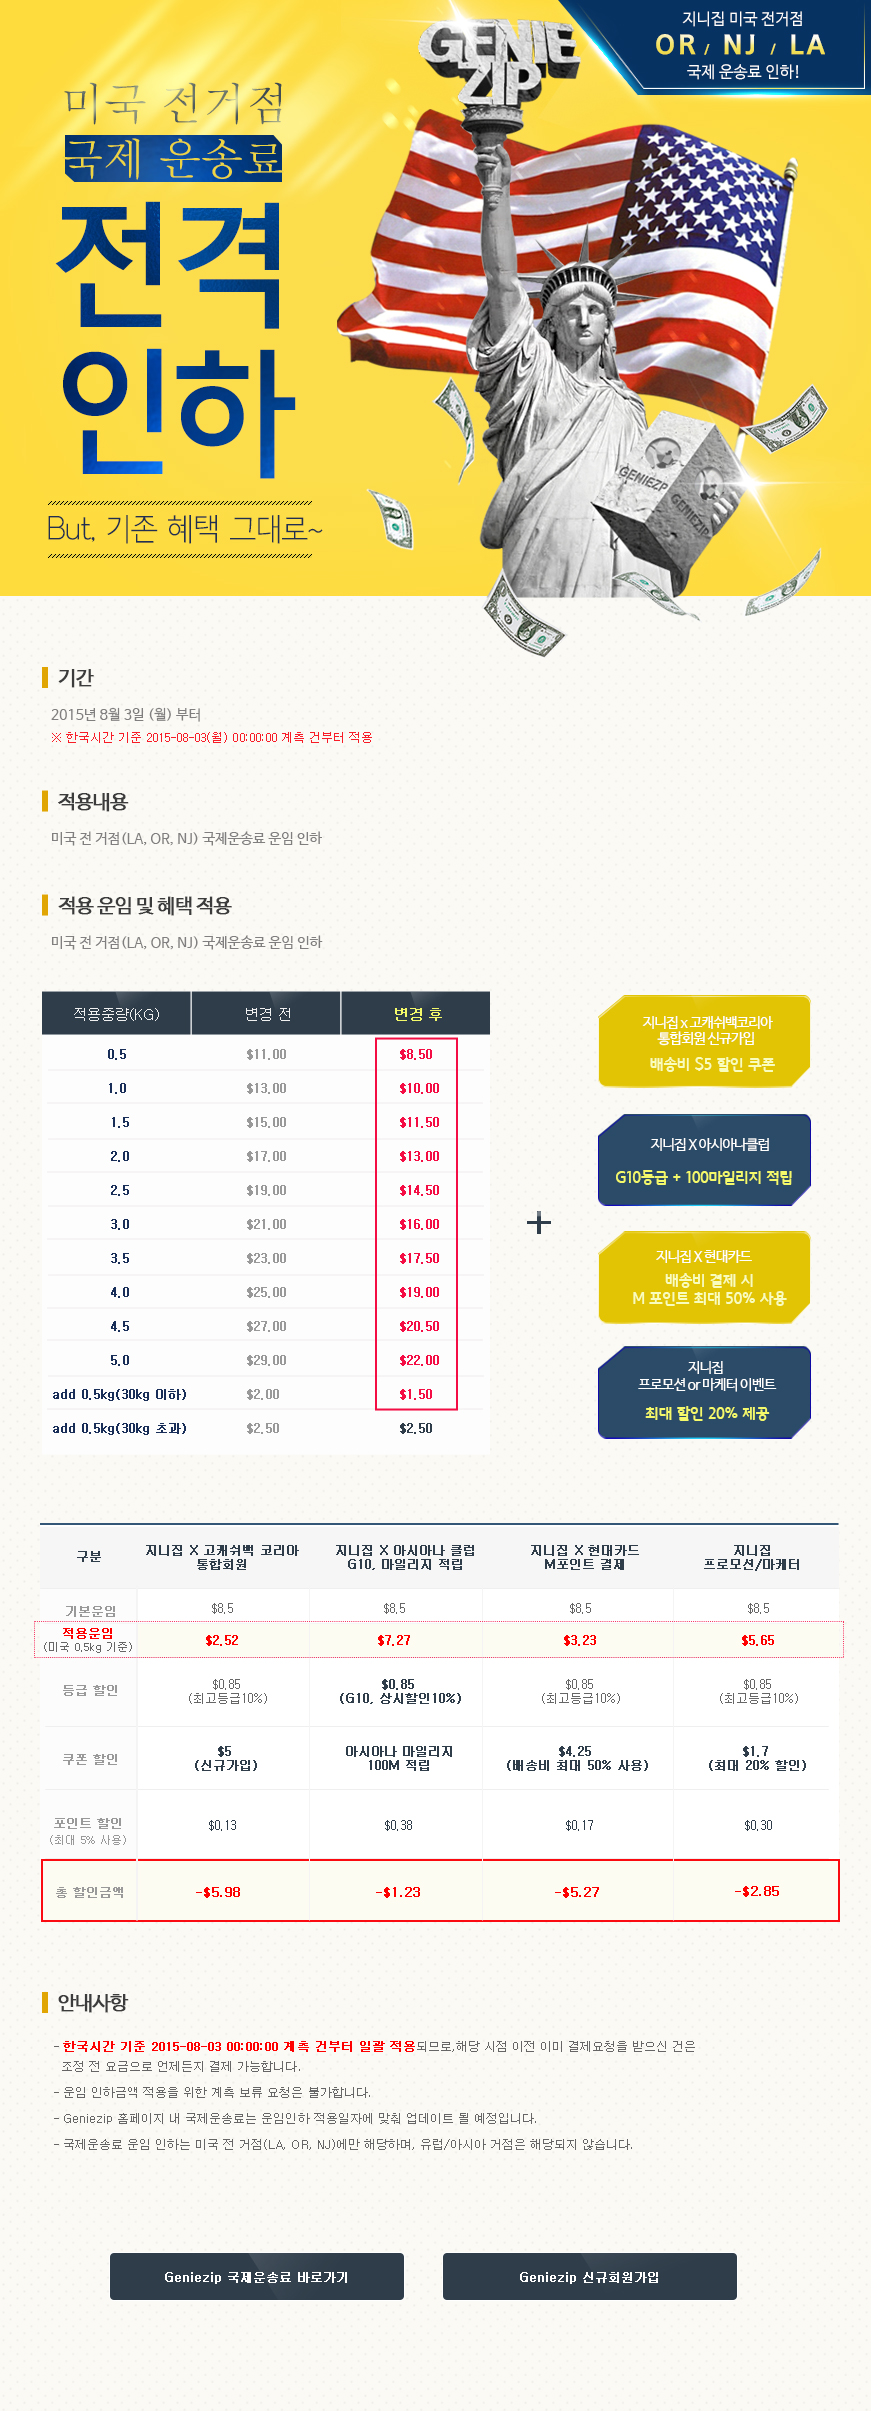 지니집 미국 전거점
OR / NJ / LA
국제 운송료 인하!
GENIE
ZIP
미국 전거점
국제 운송료
전격
인하
GENIEZIP
GENIEZIP
But, 기존 혜택 그대로~
기간
2015년 8월 3일 (월) 부터
※ 한국시간 기준 2015-08-03(월) 00:00:00 계측 건부터 적용
적용내용
미국 전 거점(LA, OR, NJ) 국제운송료 운임 인하
적용 운임 및 혜택 적용
미국 전 거점(LA, OR, NJ) 국제운송료 운임 인하
적용중량(KG) 변경 전 변경 후
0.5 $11.00 $8.50
1.0 $13.00 $10.00
1.5 $15.00 $11.50
2.0 $17.00 $13.00
2.5 $19.00 $14.50
3.0 $21.00 $16.00
3.5 $23.00 $17.50
4.0 $25.00 $19.00
4.5 $27.00 $20.50
5.0 $29.00 $22.00
add 0.5kg(30kg 이하) $2.00 $1.50
add 0.5kg(30kg 초과) $2.50 $2.50
+
지니집 x 고캐쉬백코리아
통합회원 신규가입
배송비 $5 할인 쿠폰
지니집 X 아시아나클럽
G10등급 + 100마일리지 적립
지니집 X 현대카드
배송비 결제 시
M 포인트 최대 50% 사용
지니집
프로모션 or 마케터 이벤트
최대 할인 20% 제공
구분 지니집 X 고캐쉬백 코리아 통합회원 지니집 X 아시아나 클럽 G10, 마일리지 적립 지니집 X 현대카드 M포인트 결제 지니집 프로모션/마케터
기본운임 $8.5 $8.5 $8.5 $8.5
적용운임 (미국 0.5kg 기준) $2.52 $7.27 $3.23 $5.65
등급 할인 $0.85 (최고등급10%) $0.85 (G10, 상시할인10%) $0.85 (최고등급10%) $0.85 (최고등급10%)
쿠폰 할인 $5 (신규가입) 아시아나 마일리지 100M 적립 $4.25 (배송비 최대 50% 사용) $1.7 (최대 20% 할인)
포인트 할인 (최대 5% 사용) $0.13 $0.38 $0.17 $0.30
총 할인금액 -$5.98 -$1.23 -$5.27 -$2.85
안내사항
- 한국시간 기준 2015-08-03 00:00:00 계측 건부터 일괄 적용되므로,해당 시점 이전 이미 결제요청을 받으신 건은
조정 전 요금으로 언제든지 결제 가능합니다.
- 운임 인하금액 적용을 위한 계측 보류 요청은 불가합니다.
- Geniezip 홈페이지 내 국제운송료는 운임인하 적용일자에 맞춰 업데이트 될 예정입니다.
- 국제운송료 운임 인하는 미국 전 거점(LA, OR, NJ)에만 해당하며, 유럽/아시아 거점은 해당되지 않습니다.
Geniezip 국제운송료 바로가기
Geniezip 신규회원가입